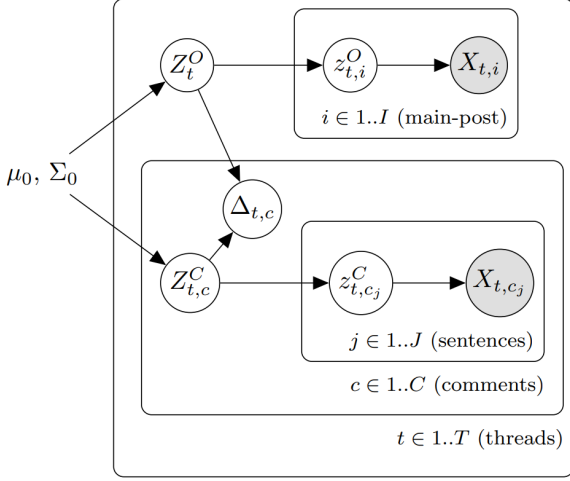 Z_t^O
z_{t,i}^O
X_{t,i}
i ∈ 1..I (main-post)
μ_0, Σ_0
Δ_{t,c}
Z_{t,c}^C
z_{t,c_j}^C
X_{t,c_j}
j ∈ 1..J (sentences)
c ∈ 1..C (comments)
t ∈ 1..T (threads)